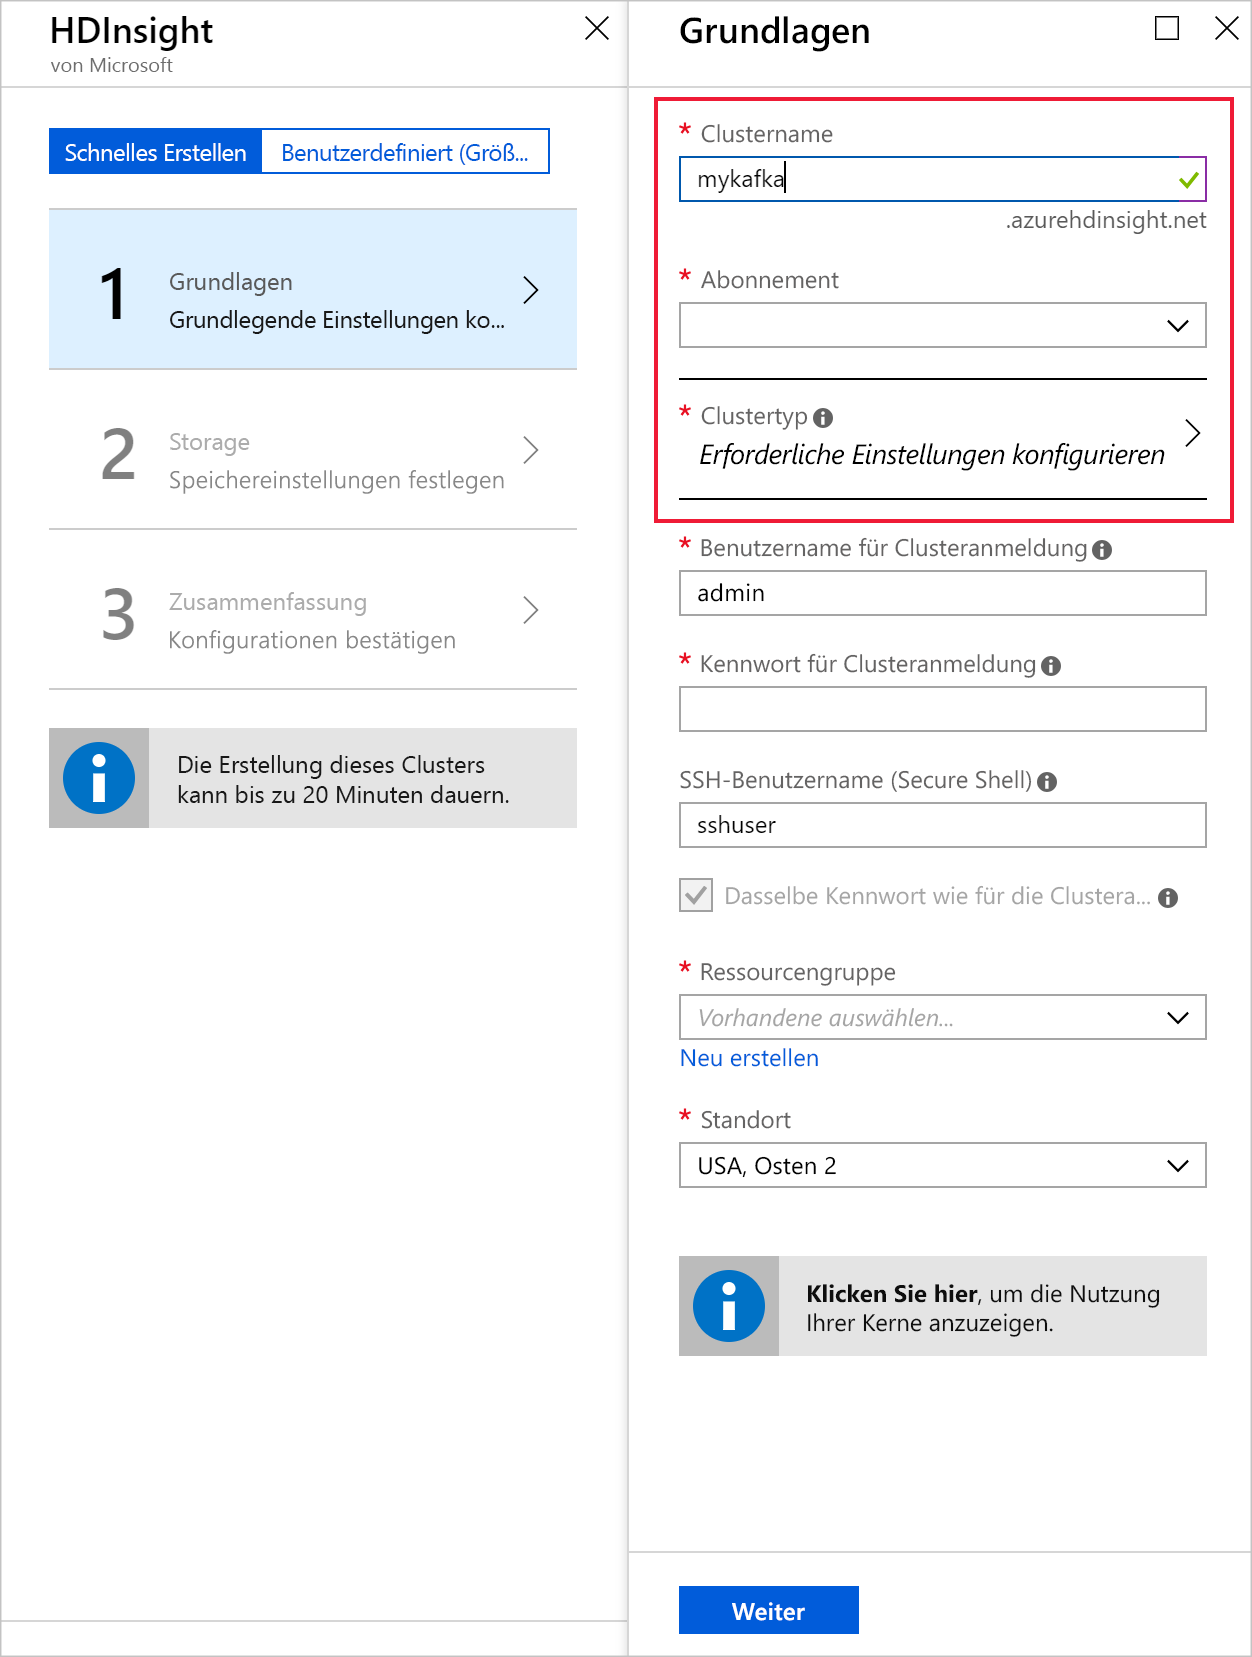 HDInsight
von Microsoft
Schnelles Erstellen
Benutzerdefiniert (Größ...
1
Grundlagen
Grundlegende Einstellungen ko...
2
Storage
Speichereinstellungen festlegen
3
Zusammenfassung
Konfigurationen bestätigen
Die Erstellung dieses Clusters
kann bis zu 20 Minuten dauern.
Grundlagen
* Clustername
mykafka
.azurehdinsight.net
* Abonnement
* Clustertyp
Erforderliche Einstellungen konfigurieren
* Benutzername für Clusteranmeldung
admin
* Kennwort für Clusteranmeldung
SSH-Benutzername (Secure Shell)
sshuser
Dasselbe Kennwort wie für die Clustera...
* Ressourcengruppe
Vorhandene auswählen...
Neu erstellen
* Standort
USA, Osten 2
Klicken Sie hier, um die Nutzung
Ihrer Kerne anzuzeigen.
Weiter